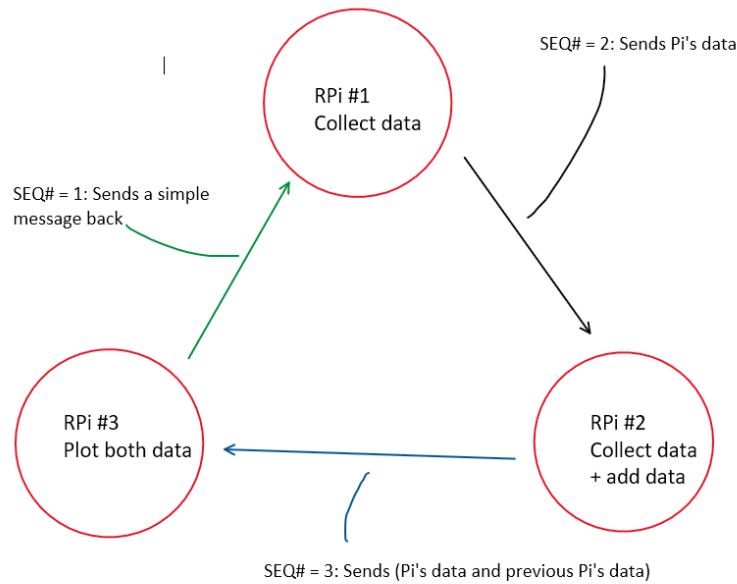 SEQ# = 2: Sends Pi's data
RPi #1
Collect data
SEQ# = 1: Sends a simple
message back
RPi #3
Plot both data
RPi #2
Collect data
+ add data
SEQ# = 3: Sends (Pi's data and previous Pi's data)